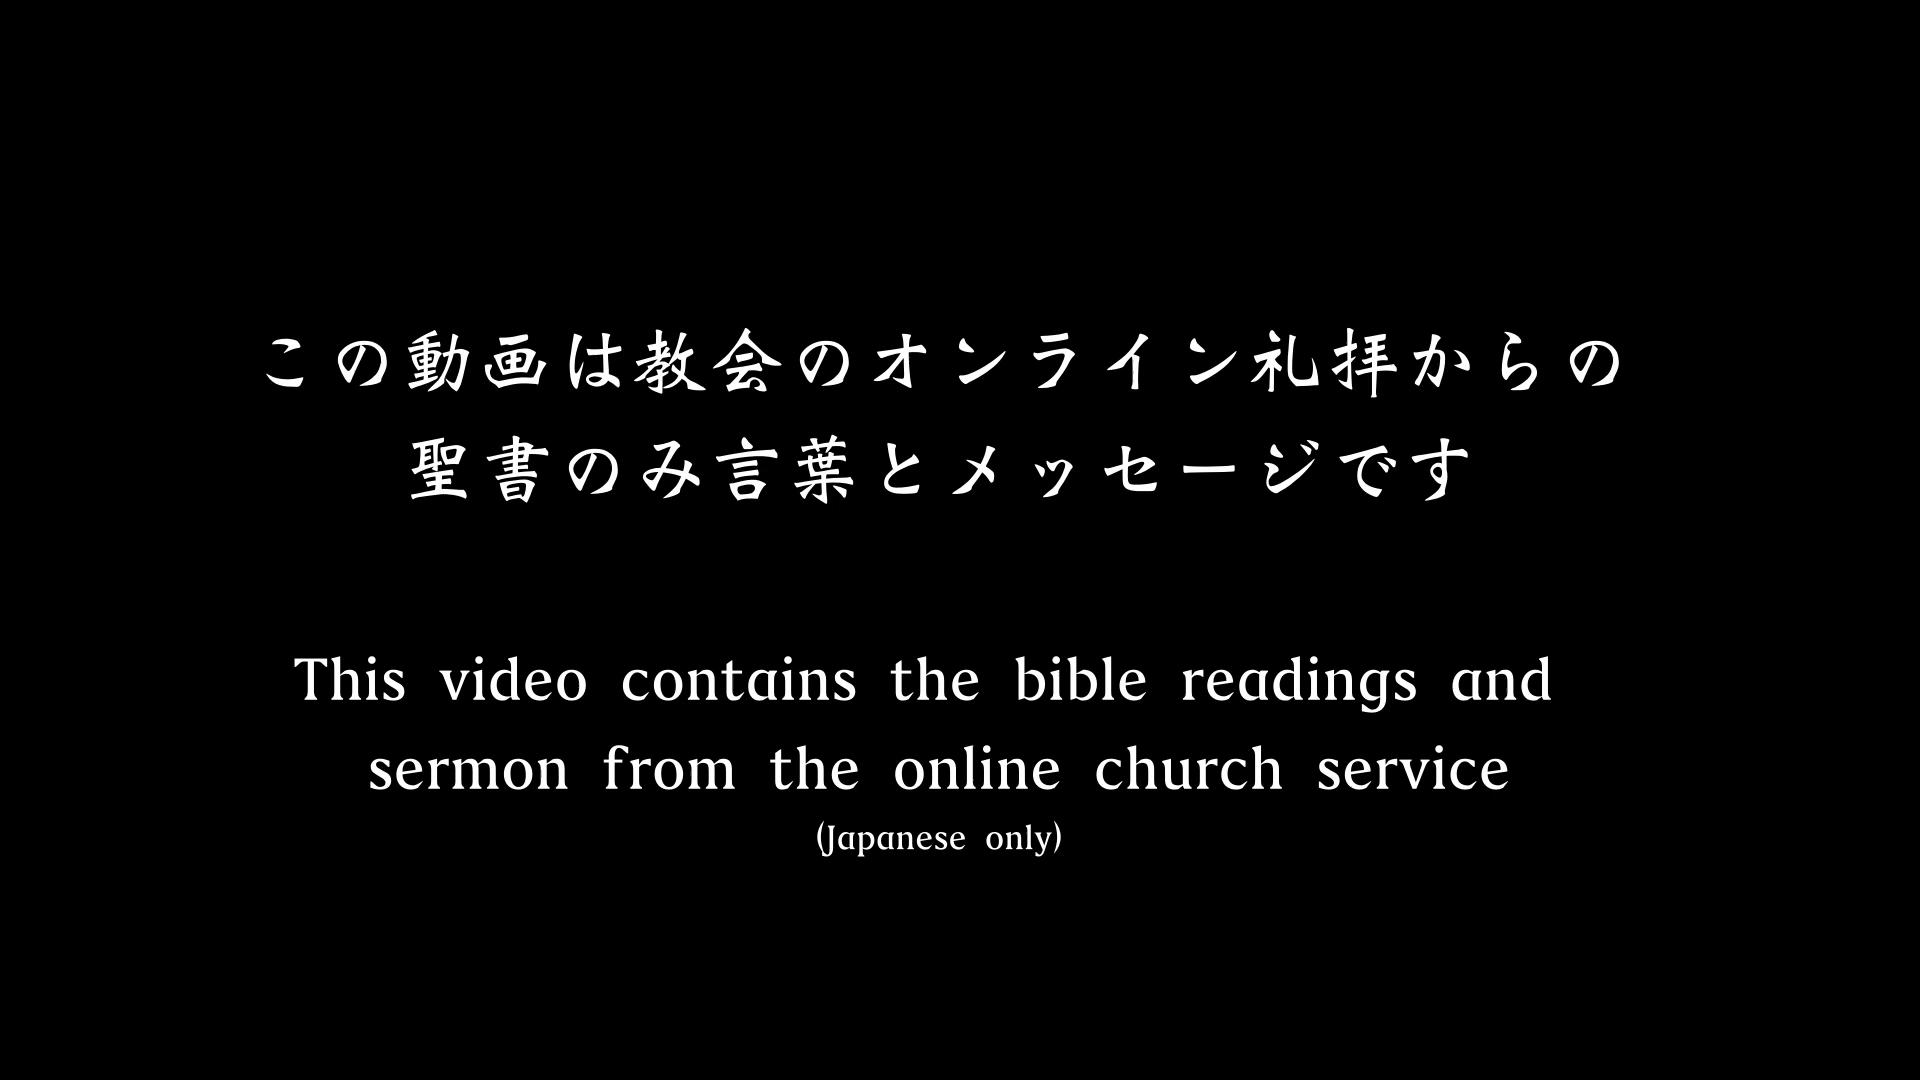 この動画は教会のオンライン礼拝からの
聖書のみ言葉とメッセージです
This video contains the bible readings and
sermon from the online church service
(Japanese only)